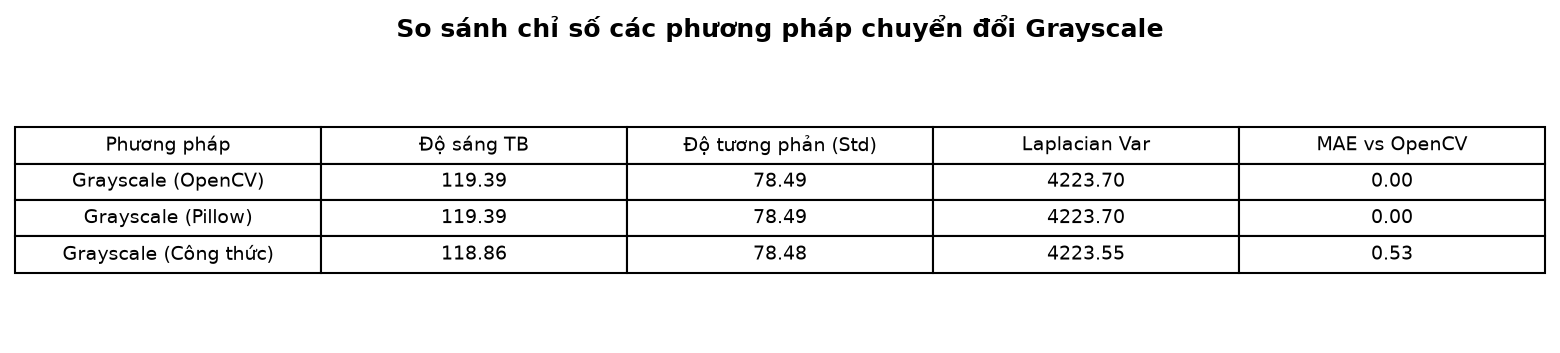 So sánh chỉ số các phương pháp chuyển đổi Grayscale
Phương pháp Độ sáng TB Độ tương phản (Std) Laplacian Var MAE vs OpenCV
Grayscale (OpenCV) 119.39 78.49 4223.70 0.00
Grayscale (Pillow) 119.39 78.49 4223.70 0.00
Grayscale (Công thức) 118.86 78.48 4223.55 0.53